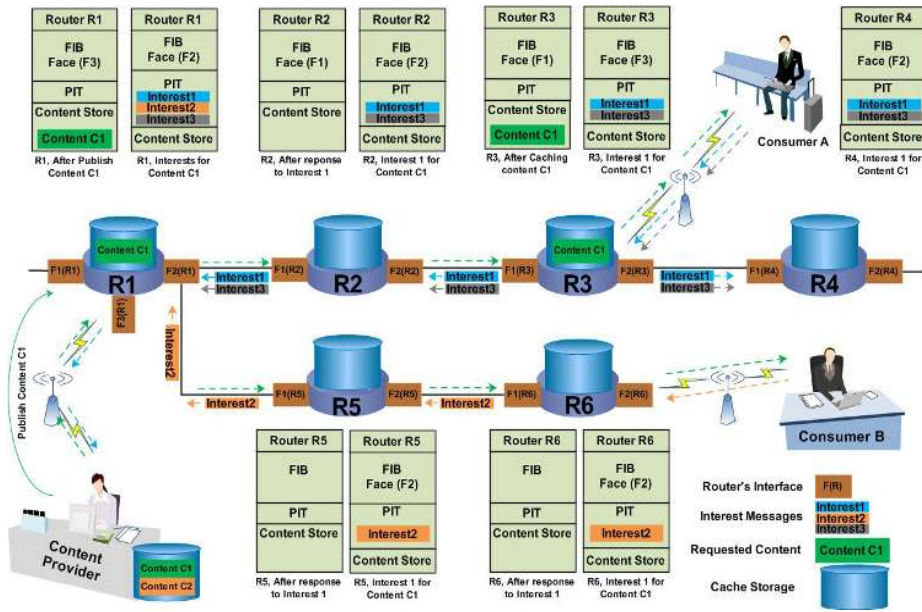 Router R1
FIB
Face (F3)
PIT
Content Store
Content C1
R1, After Publish
Content C1
Router R1
FIB
Face (F2)
PIT
Interest1
Interest2
Interest3
Content Store
R1, Interests for
Content C1
Router R2
FIB
Face (F1)
PIT
Content Store
R2, After reponse
to Interest 1
Router R2
FIB
Face (F2)
PIT
Interest1
Interest3
Content Store
R2, Interest 1 for
Content C1
Router R3
FIB
Face (F1)
PIT
Content Store
Content C1
R3, After Caching
content C1
Router R3
FIB
Face (F3)
PIT
Interest1
Interest3
Content Store
R3, Interest 1 for
Content C1
Consumer A
Router R4
FIB
Face (F2)
PIT
Interest1
Interest3
Content Store
R4, Interest 1 for
Content C1
F1(R1)
Content C1
R1
F2(R1)
F3(R1)
Interest1
Interest3
F1(R2)
R2
F2(R2)
Interest1
Interest3
F1(R3)
Content C1
R3
F2(R3)
Interest1
Interest3
F1(R4)
R4
F2(R4)
Publish Content C1
Interest2
Interest2
F1(R5)
R5
F2(R5)
Interest2
F1(R6)
R6
F2(R6)
Consumer B
Content
Provider
Content C1
Content C2
Router R5
FIB
PIT
Content Store
R5, After response
to Interest 1
Router R5
FIB
Face (F2)
PIT
Interest2
Content Store
R5, Interest 1 for
Content C1
Router R6
FIB
PIT
Content Store
R6, After response
to Interest 1
Router R6
FIB
Face (F2)
PIT
Interest2
Content Store
R6, Interest 1 for
Content C1
Router's Interface
F(R)
Interest Messages
Interest1
Interest2
Interest3
Requested Content
Content C1
Cache Storage